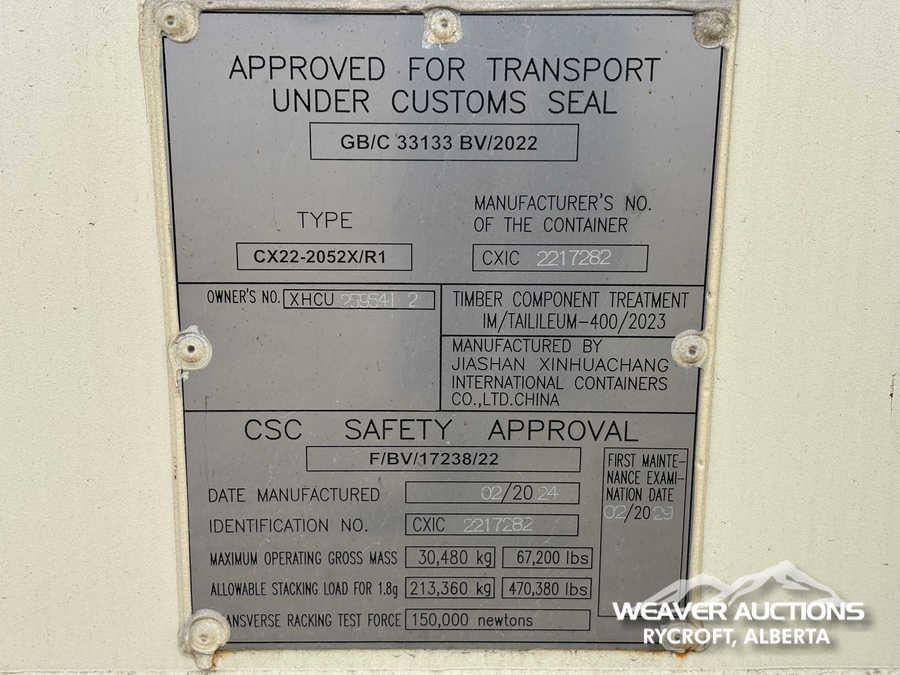 APPROVED FOR TRANSPORT
UNDER CUSTOMS SEAL
GB/C 33133 BV/2022
TYPE
CX22-2052X/R1
MANUFACTURER'S NO.
OF THE CONTAINER
CXIC 2217282
OWNER'S NO. XHCU 259541 2
TIMBER COMPONENT TREATMENT
IM/TAILILEUM-400/2023
MANUFACTURED BY
JIASHAN XINHUACHANG
INTERNATIONAL CONTAINERS
CO.,LTD.CHINA
CSC SAFETY APPROVAL
F/BV/17238/22
DATE MANUFACTURED 02/2024
IDENTIFICATION NO. CXIC 2217282
MAXIMUM OPERATING GROSS MASS 30,480 kg 67,200 lbs
ALLOWABLE STACKING LOAD FOR 1.8g 213,360 kg 470,380 lbs
TRANSVERSE RACKING TEST FORCE 150,000 newtons
FIRST MAINTE-
NANCE EXAMI-
NATION DATE
02/2029
WEAVER AUCTIONS
RYCROFT, ALBERTA